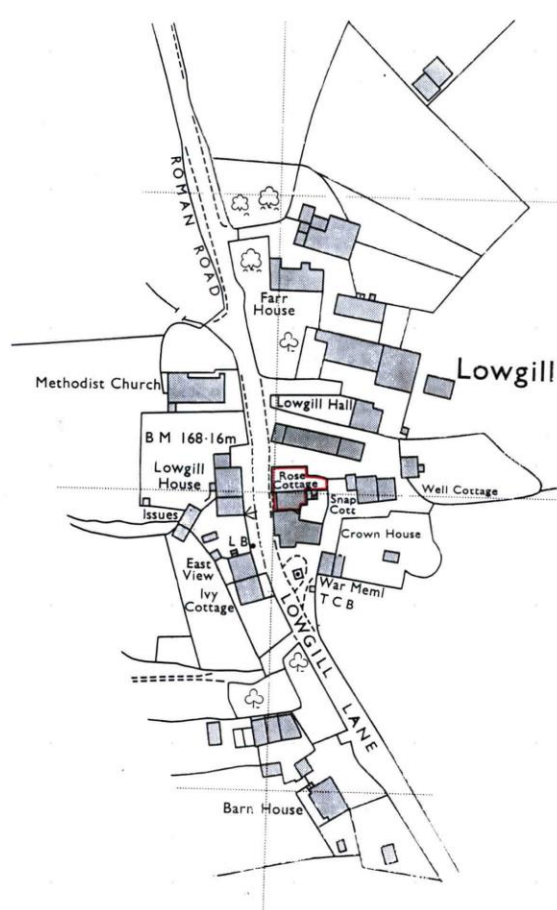 ROMAN ROAD
Farr
House
Lowgill
Methodist Church
Lowgill Hall
B M 168·16m
Lowgill
House
Rose
Cottage
Snap
Cott
Well Cottage
Issues
Crown House
L B
East
View
Ivy
Cottage
War Meml
T C B
LOWGILL LANE
Barn House